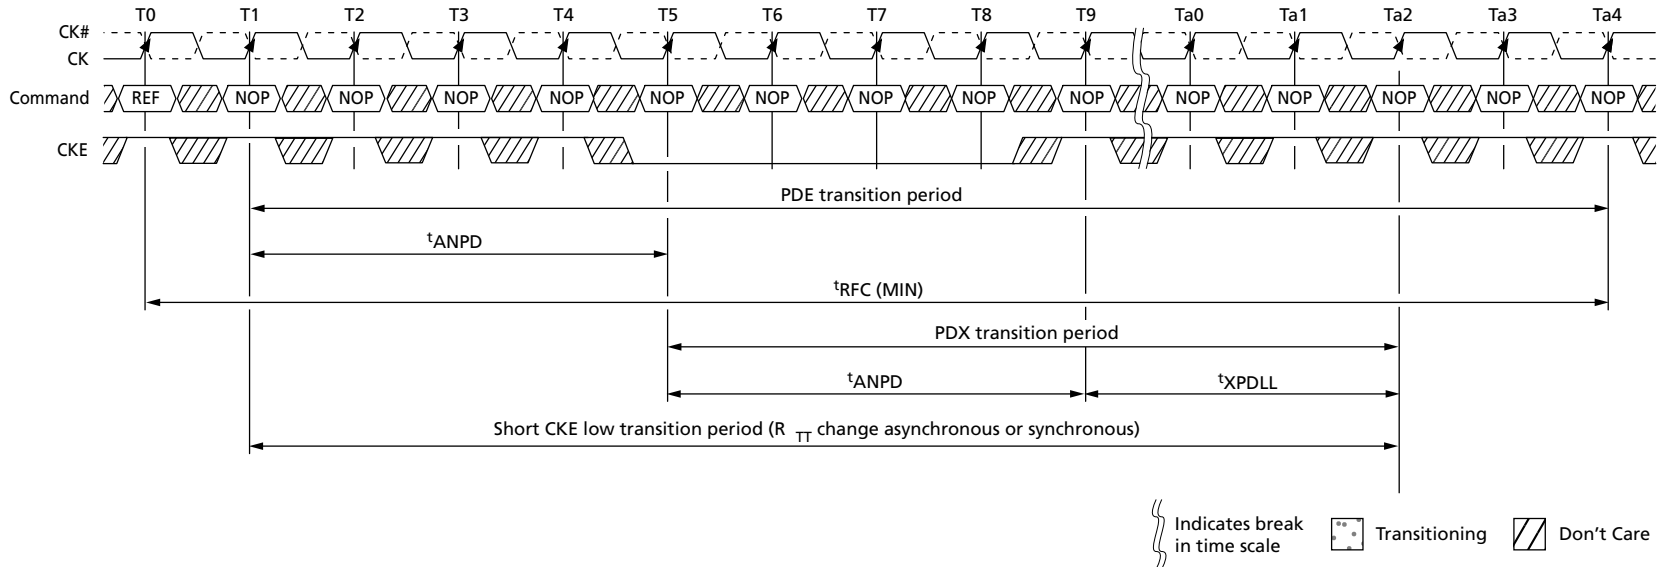 T0 T1 T2 T3 T4 T5 T6 T7 T8 T9 Ta0 Ta1 Ta2 Ta3 Ta4
CK#
CK
Command REF NOP NOP NOP NOP NOP NOP NOP NOP NOP NOP NOP NOP NOP NOP
CKE
PDE transition period
tANPD
tRFC (MIN)
PDX transition period
tANPD tXPDLL
Short CKE low transition period (R TT change asynchronous or synchronous)
Indicates break
in time scale
Transitioning
Don't Care